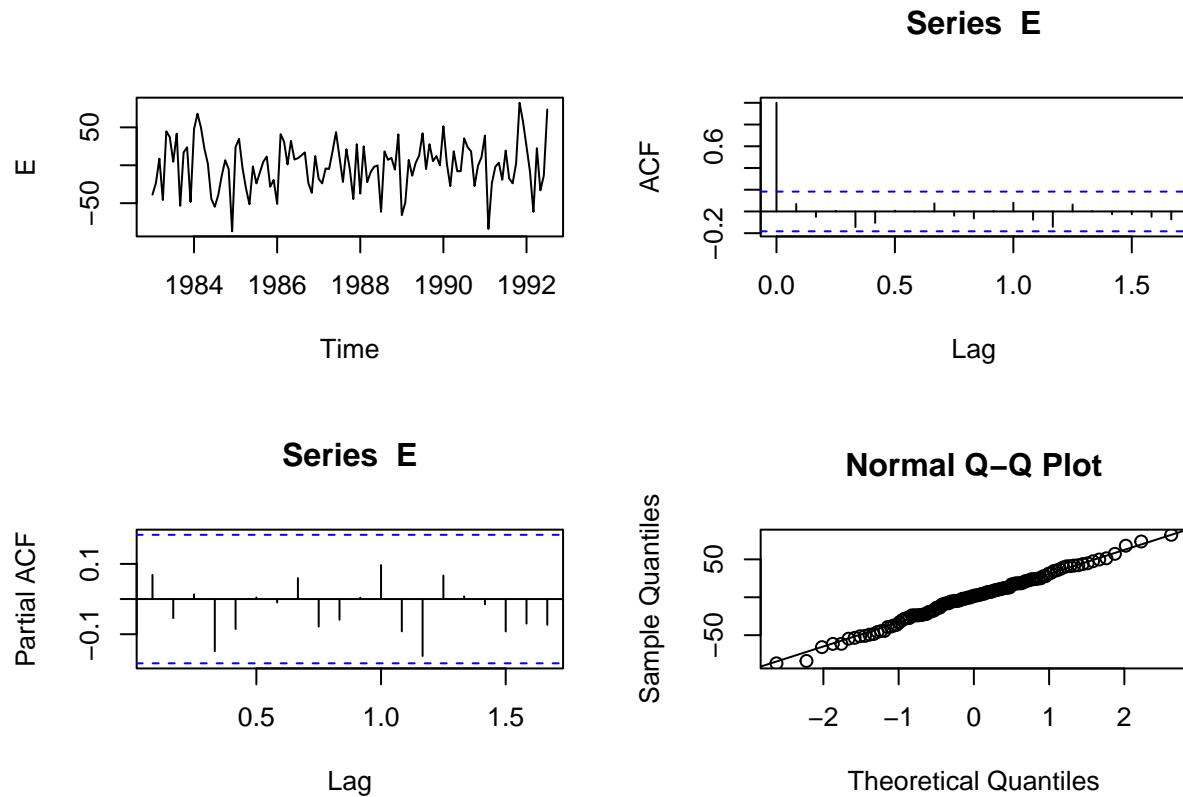 E
50
−50
1984 1986 1988 1990 1992
Time
Series E
ACF
0.6
−0.2
0.0 0.5 1.0 1.5
Lag
Series E
Partial ACF
0.1
−0.1
0.5 1.0 1.5
Lag
Normal Q−Q Plot
Sample Quantiles
50
−50
−2 −1 0 1 2
Theoretical Quantiles